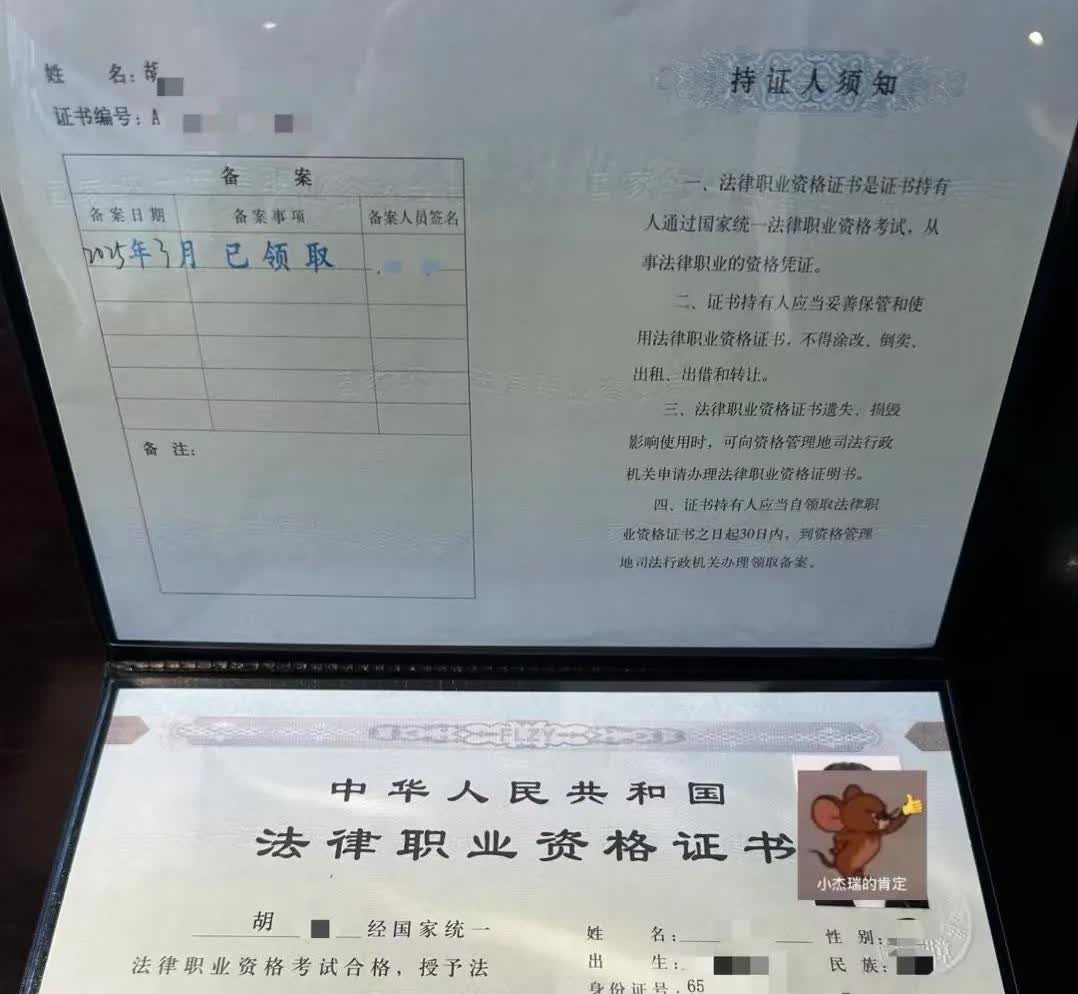 姓 名：胡
证书编号：A
备 案
备案日期 备案事项 备案人员签名
2025年3月 已领取
备 注：
持证人须知
一、法律职业资格证书是证书持有
人通过国家统一法律职业资格考试，从
事法律职业的资格凭证。
二、证书持有人应当妥善保管和使
用法律职业资格证书，不得涂改、倒卖、
出租、出借和转让。
三、法律职业资格证书遗失、损毁
影响使用时，可向资格管理地司法行政
机关申请办理法律职业资格证明书。
四、证书持有人应当自领取法律职
业资格证书之日起30日内，到资格管理
地司法行政机关办理领取备案。
FLZY
中华人民共和国
法律职业资格证书
小杰瑞的肯定
胡 经国家统一
法律职业资格考试合格，授予法
姓 名： 性 别：
出 生： 民 族：
身份证号：65